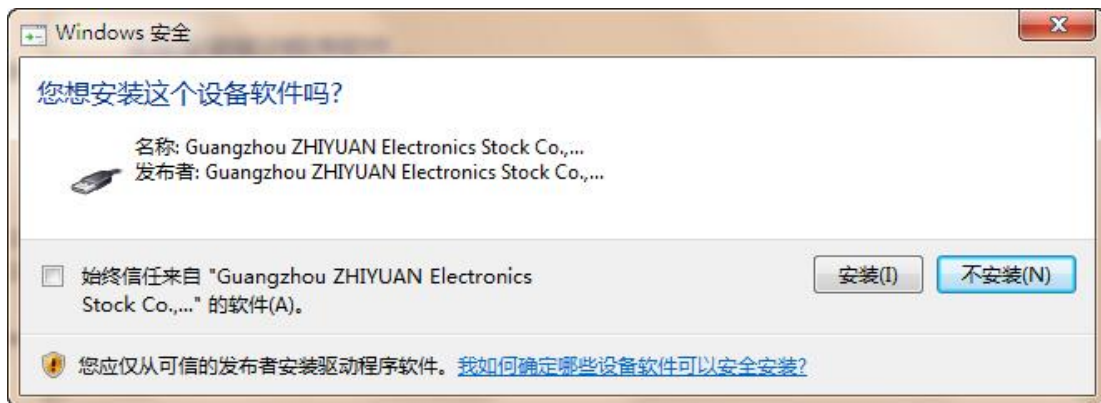 Windows 安全
您想安装这个设备软件吗?
名称: Guangzhou ZHIYUAN Electronics Stock Co.,...
发布者: Guangzhou ZHIYUAN Electronics Stock Co.,...
始终信任来自 "Guangzhou ZHIYUAN Electronics
Stock Co.,..." 的软件(A)。
安装(I)
不安装(N)
您应仅从可信的发布者安装驱动程序软件。我如何确定哪些设备软件可以安全安装?